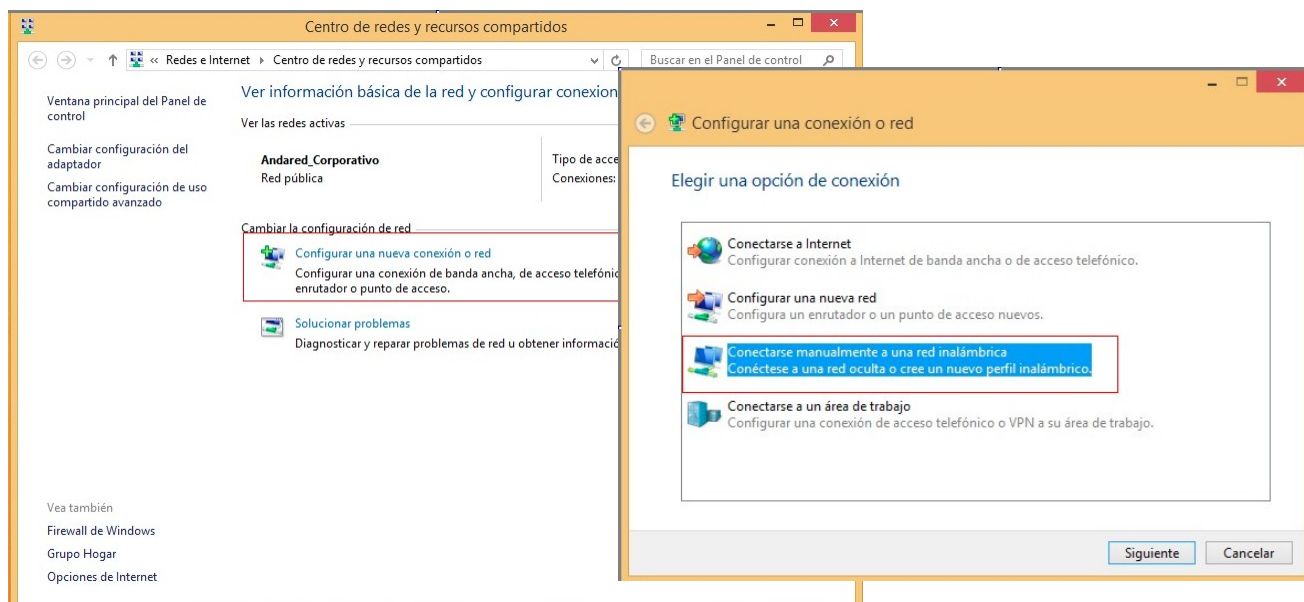 Centro de redes y recursos compartidos
« Redes e Internet Centro de redes y recursos compartidos
Buscar en el Panel de control
Ventana principal del Panel de
control
Cambiar configuración del
adaptador
Cambiar configuración de uso
compartido avanzado
Vea también
Firewall de Windows
Grupo Hogar
Opciones de Internet
Ver información básica de la red y configurar conexion
Ver las redes activas
Andared_Corporativo
Red pública
Tipo de acce
Conexiones:
Cambiar la configuración de red
Configurar una nueva conexión o red
Configurar una conexión de banda ancha, de acceso telefónic
enrutador o punto de acceso.
Solucionar problemas
Diagnosticar y reparar problemas de red u obtener informació
Configurar una conexión o red
Elegir una opción de conexión
Conectarse a Internet
Configurar conexión a Internet de banda ancha o de acceso telefónico.
Configurar una nueva red
Configura un enrutador o un punto de acceso nuevos.
Conectarse manualmente a una red inalámbrica
Conéctese a una red oculta o cree un nuevo perfil inalámbrico.
Conectarse a un área de trabajo
Configurar una conexión de acceso telefónico o VPN a su área de trabajo.
Siguiente
Cancelar